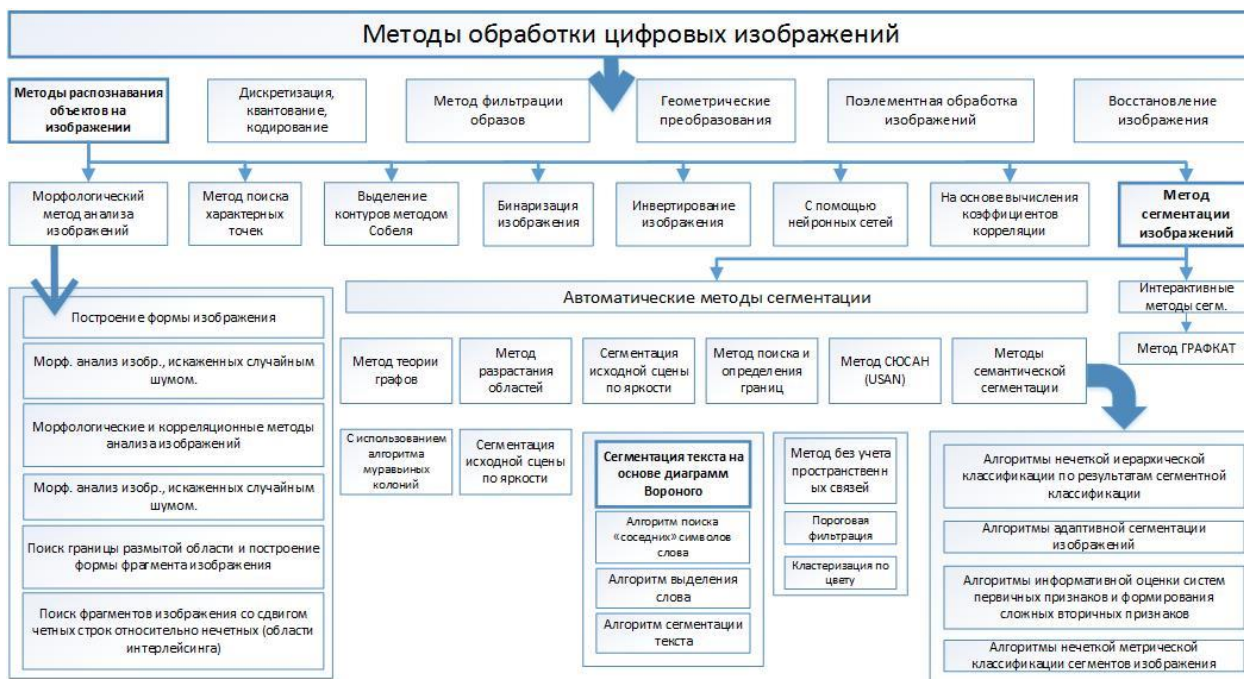 Методы обработки цифровых изображений
Методы распознавания
объектов на
изображении
Дискретизация,
квантование,
кодирование
Метод фильтрации
образов
Геометрические
преобразования
Поэлементная обработка
изображений
Восстановление
изображения
Морфологический
метод анализа
изображений
Метод поиска
характерных
точек
Выделение
контуров методом
Собеля
Бинаризация
изображения
Инвертирование
изображения
С помощью
нейронных сетей
На основе вычисления
коэффициентов
корреляции
Метод
сегментации
изображений
Автоматические методы сегментации
Интерактивные
методы сегм.
Метод ГРАФКАТ
Построение формы изображения
Морф. анализ изобр., искаженных случайным
шумом.
Морфологические и корреляционные методы
анализа изображений
Морф. анализ изобр., искаженных случайным
шумом.
Поиск границы размытой области и построение
формы фрагмента изображения
Поиск фрагментов изображения со сдвигом
четных строк относительно нечетных (области
интерлейсинга)
Метод теории
графов
Метод
разрастания
областей
Сегментация
исходной сцены
по яркости
Метод поиска и
определения
границ
Метод СЮСАН
(USAN)
Методы
семантической
сегментации
С использованием
алгоритма
муравьиных
колоний
Сегментация
исходной сцены
по яркости
Сегментация текста на
основе диаграмм
Вороного
Алгоритм поиска
«соседних» символов
слова
Алгоритм выделения
слова
Алгоритм сегментации
текста
Метод без учета
пространственн
ых связей
Пороговая
фильтрация
Кластеризация по
цвету
Алгоритмы нечеткой иерархической
классификации по результатам сегментной
классификации
Алгоритмы адаптивной сегментации
изображений
Алгоритмы информативной оценки систем
первичных признаков и формирования
сложных вторичных признаков
Алгоритмы нечеткой метрической
классификации сегментов изображения